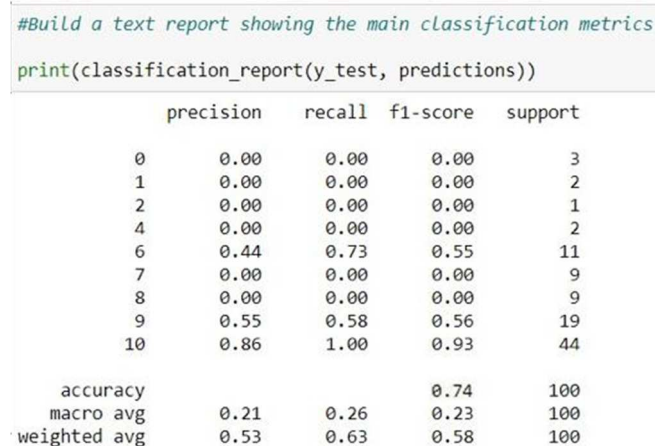 #Build a text report showing the main classification metrics
print(classification_report(y_test, predictions))
precision recall f1-score support
0 0.00 0.00 0.00 3
1 0.00 0.00 0.00 2
2 0.00 0.00 0.00 1
4 0.00 0.00 0.00 2
6 0.44 0.73 0.55 11
7 0.00 0.00 0.00 9
8 0.00 0.00 0.00 9
9 0.55 0.58 0.56 19
10 0.86 1.00 0.93 44
accuracy 0.74 100
macro avg 0.21 0.26 0.23 100
weighted avg 0.53 0.63 0.58 100